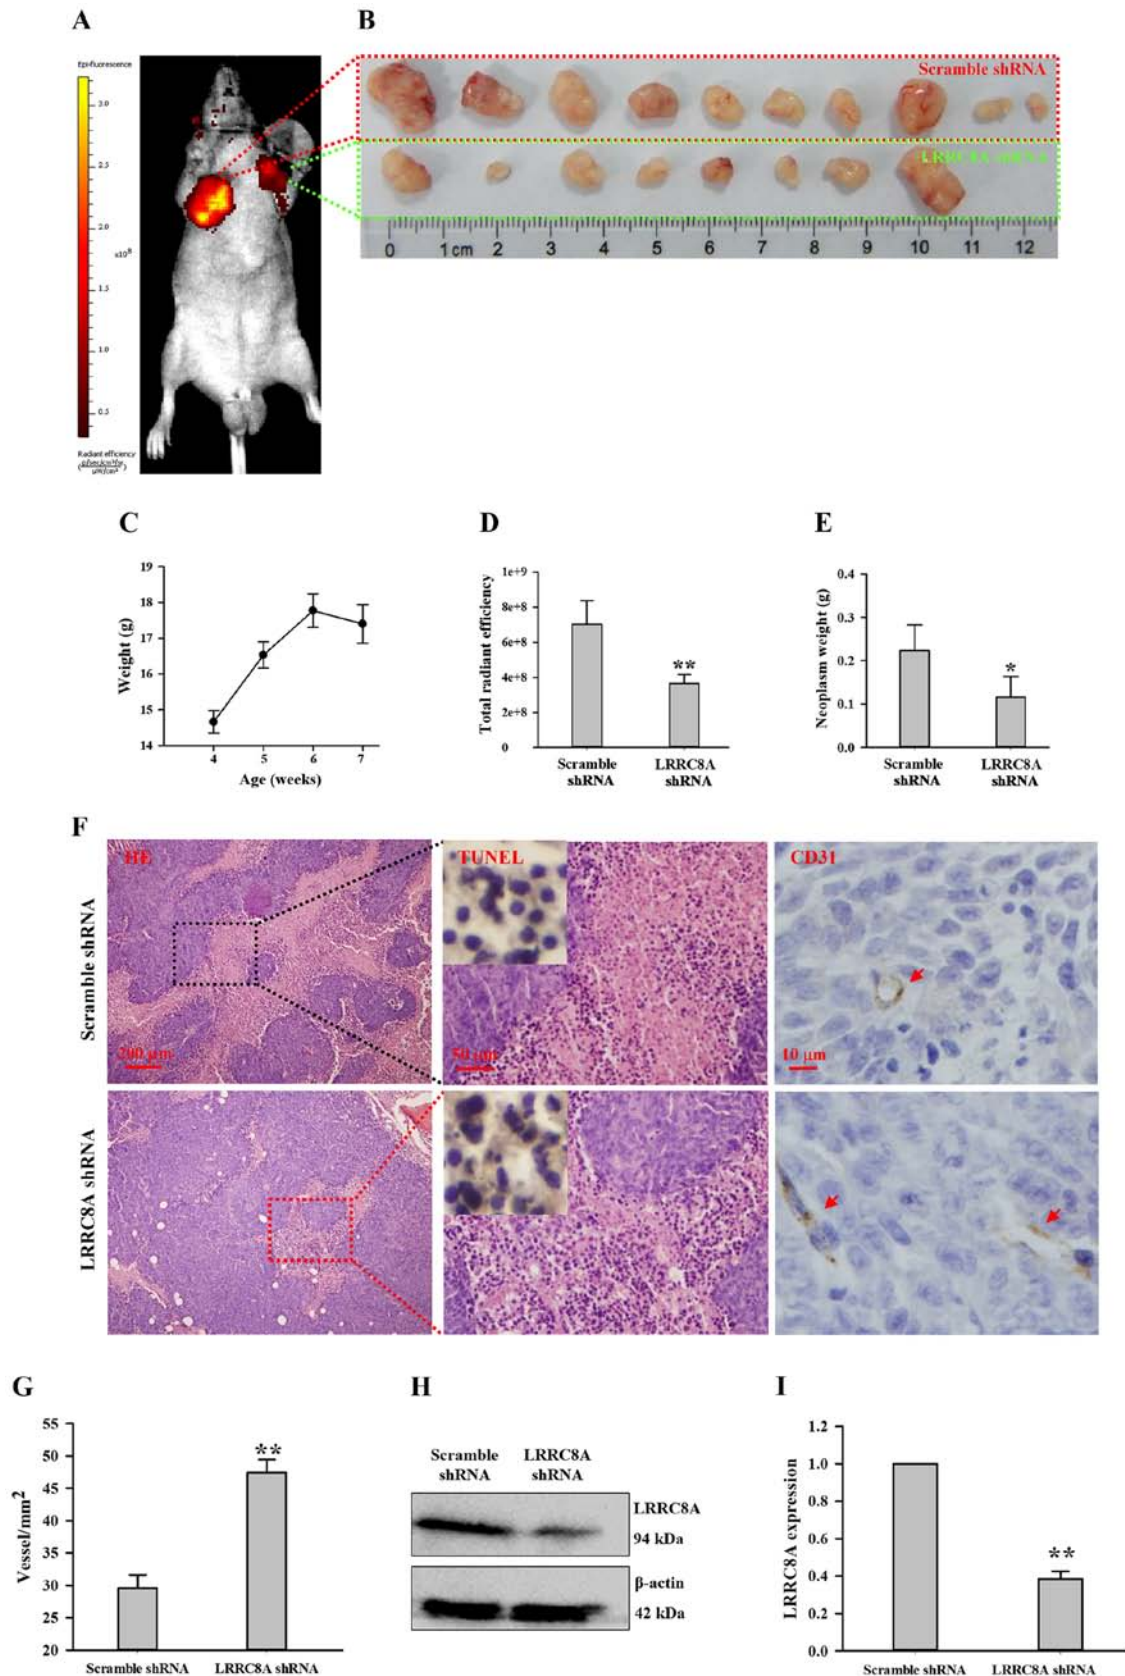 A
B
Epi-fluorescence
3.0
2.5
2.0
x10⁸
1.5
1.0
0.5
Radiant efficiency
Scramble shRNA
LRRC8A shRNA
0 1 cm 2 3 4 5 6 7 8 9 10 11 12
C
Weight (g)
19
18
17
16
15
14
4 5 6 7
Age (weeks)
D
Total radiant efficiency
1e+9
8e+8
6e+8
4e+8
2e+8
0
**
Scramble shRNA
LRRC8A shRNA
E
Neoplasm weight (g)
0.4
0.3
0.2
0.1
0.0
*
Scramble shRNA
LRRC8A shRNA
F
Scramble shRNA
HE
200 μm
TUNEL
50 μm
CD31
10 μm
LRRC8A shRNA
G
Vessel/mm²
55
50
45
40
35
30
25
20
**
Scramble shRNA
LRRC8A shRNA
H
Scramble shRNA
LRRC8A shRNA
LRRC8A
94 kDa
β-actin
42 kDa
I
LRRC8A expression
1.2
1.0
0.8
0.6
0.4
0.2
0.0
**
Scramble shRNA
LRRC8A shRNA